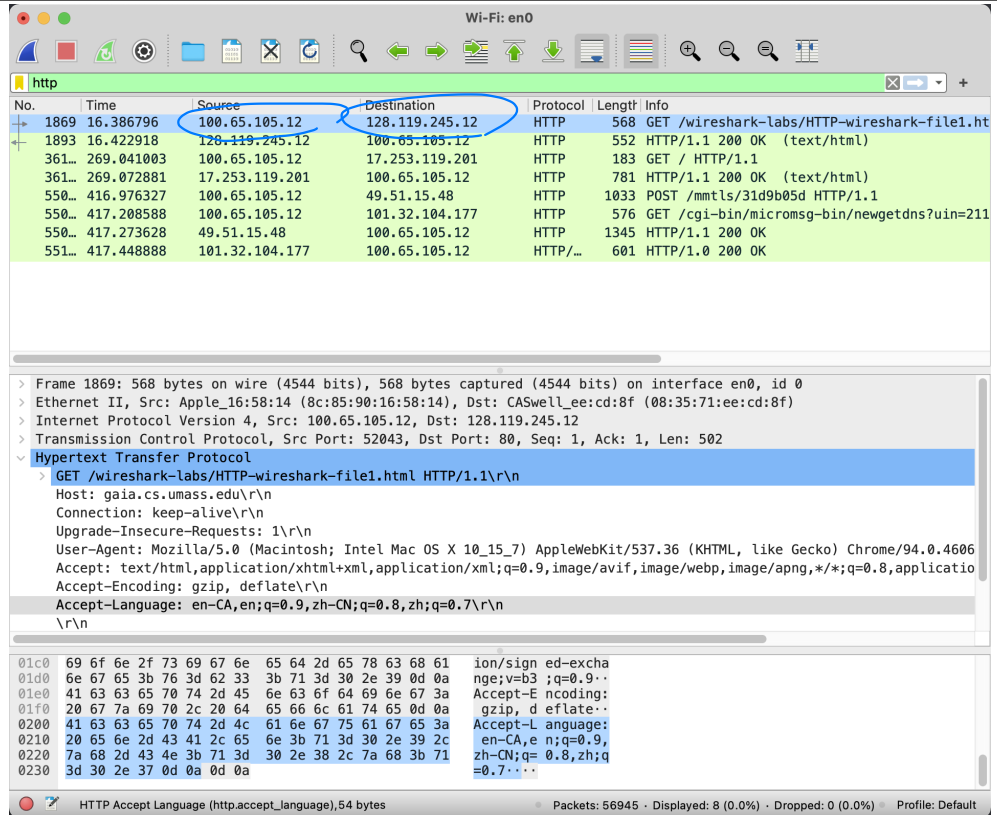 Wi-Fi: en0
http
No. Time Source Destination Protocol Length Info
1869 16.386796 100.65.105.12 128.119.245.12 HTTP 568 GET /wireshark-labs/HTTP-wireshark-file1.ht
1893 16.422918 128.119.245.12 100.65.105.12 HTTP 552 HTTP/1.1 200 OK (text/html)
361… 269.041003 100.65.105.12 17.253.119.201 HTTP 183 GET / HTTP/1.1
361… 269.072881 17.253.119.201 100.65.105.12 HTTP 781 HTTP/1.1 200 OK (text/html)
550… 416.976327 100.65.105.12 49.51.15.48 HTTP 1033 POST /mmtls/31d9b05d HTTP/1.1
550… 417.208588 100.65.105.12 101.32.104.177 HTTP 576 GET /cgi-bin/micromsg-bin/newgetdns?uin=211
550… 417.273628 49.51.15.48 100.65.105.12 HTTP 1345 HTTP/1.1 200 OK
551… 417.448888 101.32.104.177 100.65.105.12 HTTP/… 601 HTTP/1.0 200 OK
Frame 1869: 568 bytes on wire (4544 bits), 568 bytes captured (4544 bits) on interface en0, id 0
Ethernet II, Src: Apple_16:58:14 (8c:85:90:16:58:14), Dst: CASwell_ee:cd:8f (08:35:71:ee:cd:8f)
Internet Protocol Version 4, Src: 100.65.105.12, Dst: 128.119.245.12
Transmission Control Protocol, Src Port: 52043, Dst Port: 80, Seq: 1, Ack: 1, Len: 502
Hypertext Transfer Protocol
GET /wireshark-labs/HTTP-wireshark-file1.html HTTP/1.1\r\n
Host: gaia.cs.umass.edu\r\n
Connection: keep-alive\r\n
Upgrade-Insecure-Requests: 1\r\n
User-Agent: Mozilla/5.0 (Macintosh; Intel Mac OS X 10_15_7) AppleWebKit/537.36 (KHTML, like Gecko) Chrome/94.0.4606
Accept: text/html,application/xhtml+xml,application/xml;q=0.9,image/avif,image/webp,image/apng,*/*;q=0.8,applicatio
Accept-Encoding: gzip, deflate\r\n
Accept-Language: en-CA,en;q=0.9,zh-CN;q=0.8,zh;q=0.7\r\n
\r\n
01c0 69 6f 6e 2f 73 69 67 6e 65 64 2d 65 78 63 68 61 ion/sign ed-excha
01d0 6e 67 65 3b 76 3d 62 33 3b 71 3d 30 2e 39 0d 0a nge;v=b3 ;q=0.9··
01e0 41 63 63 65 70 74 2d 45 6e 63 6f 64 69 6e 67 3a Accept-E ncoding:
01f0 20 67 7a 69 70 2c 20 64 65 66 6c 61 74 65 0d 0a gzip, d eflate··
0200 41 63 63 65 70 74 2d 4c 61 6e 67 75 61 67 65 3a Accept-L anguage:
0210 20 65 6e 2d 43 41 2c 65 6e 3b 71 3d 30 2e 39 2c en-CA,e n;q=0.9,
0220 7a 68 2d 43 4e 3b 71 3d 30 2e 38 2c 7a 68 3b 71 zh-CN;q= 0.8,zh;q
0230 3d 30 2e 37 0d 0a 0d 0a =0.7····
HTTP Accept Language (http.accept_language), 54 bytes Packets: 56945 · Displayed: 8 (0.0%) · Dropped: 0 (0.0%) Profile: Default